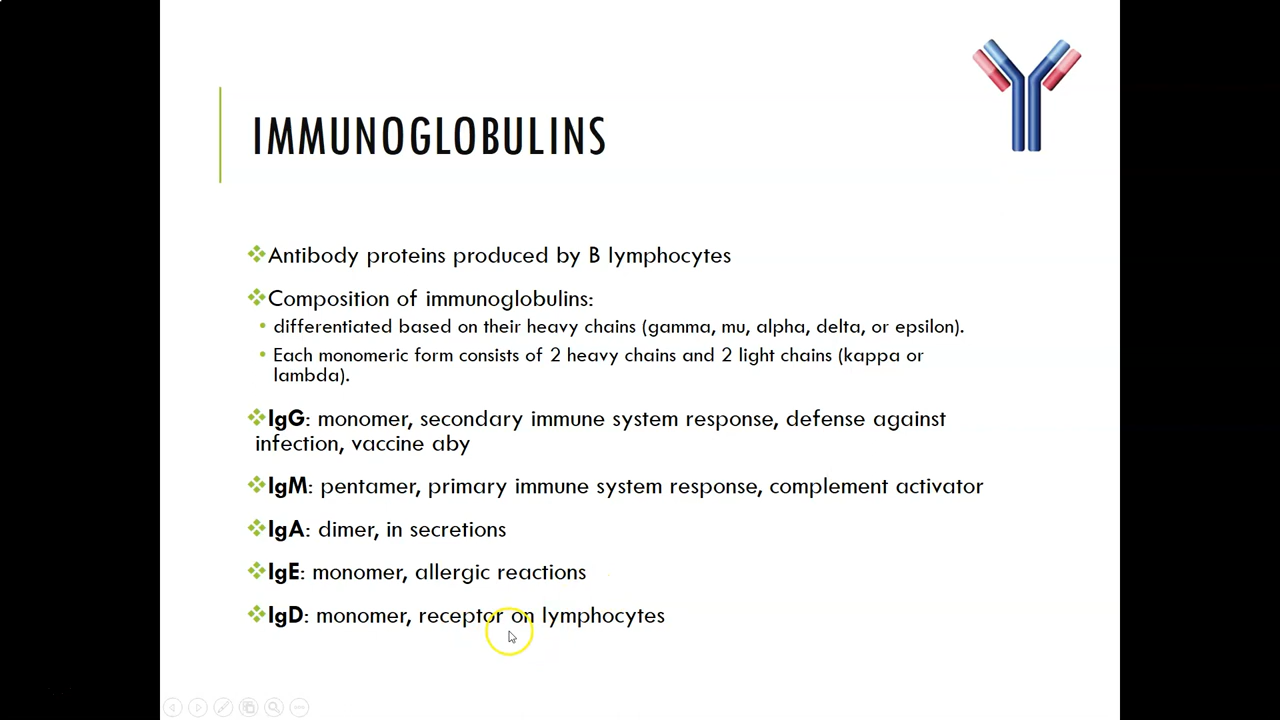 IMMUNOGLOBULINS
Antibody proteins produced by B lymphocytes
Composition of immunoglobulins:
differentiated based on their heavy chains (gamma, mu, alpha, delta, or epsilon).
Each monomeric form consists of 2 heavy chains and 2 light chains (kappa or
lambda).
IgG: monomer, secondary immune system response, defense against
infection, vaccine aby
IgM: pentamer, primary immune system response, complement activator
IgA: dimer, in secretions
IgE: monomer, allergic reactions
IgD: monomer, receptor on lymphocytes